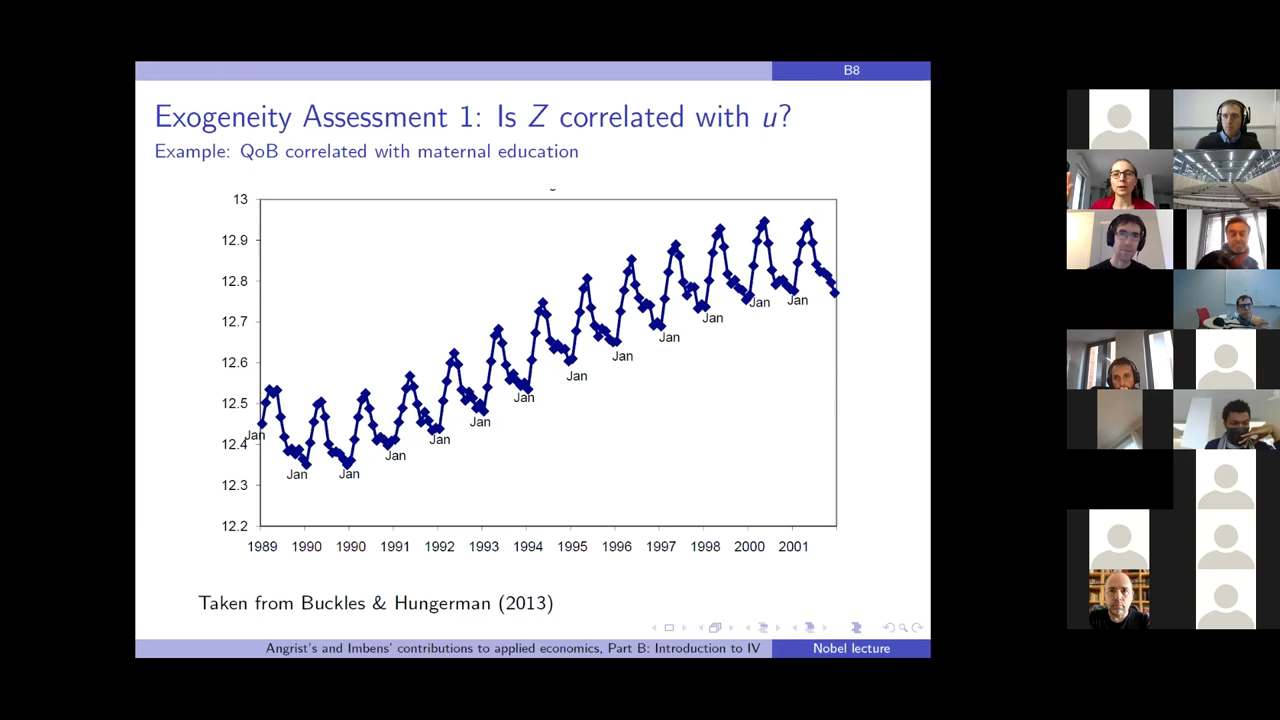 B8
Exogeneity Assessment 1: Is Z correlated with u?
Example: QoB correlated with maternal education
13
12.9
12.8
12.7
12.6
12.5
12.4
12.3
12.2
Jan
Jan
Jan
Jan
Jan
Jan
Jan
Jan
Jan
Jan
Jan
Jan
Jan
1989 1990 1990 1991 1992 1993 1994 1995 1996 1997 1998 2000 2001
Taken from Buckles & Hungerman (2013)
Angrist's and Imbens' contributions to applied economics, Part B: Introduction to IV
Nobel lecture